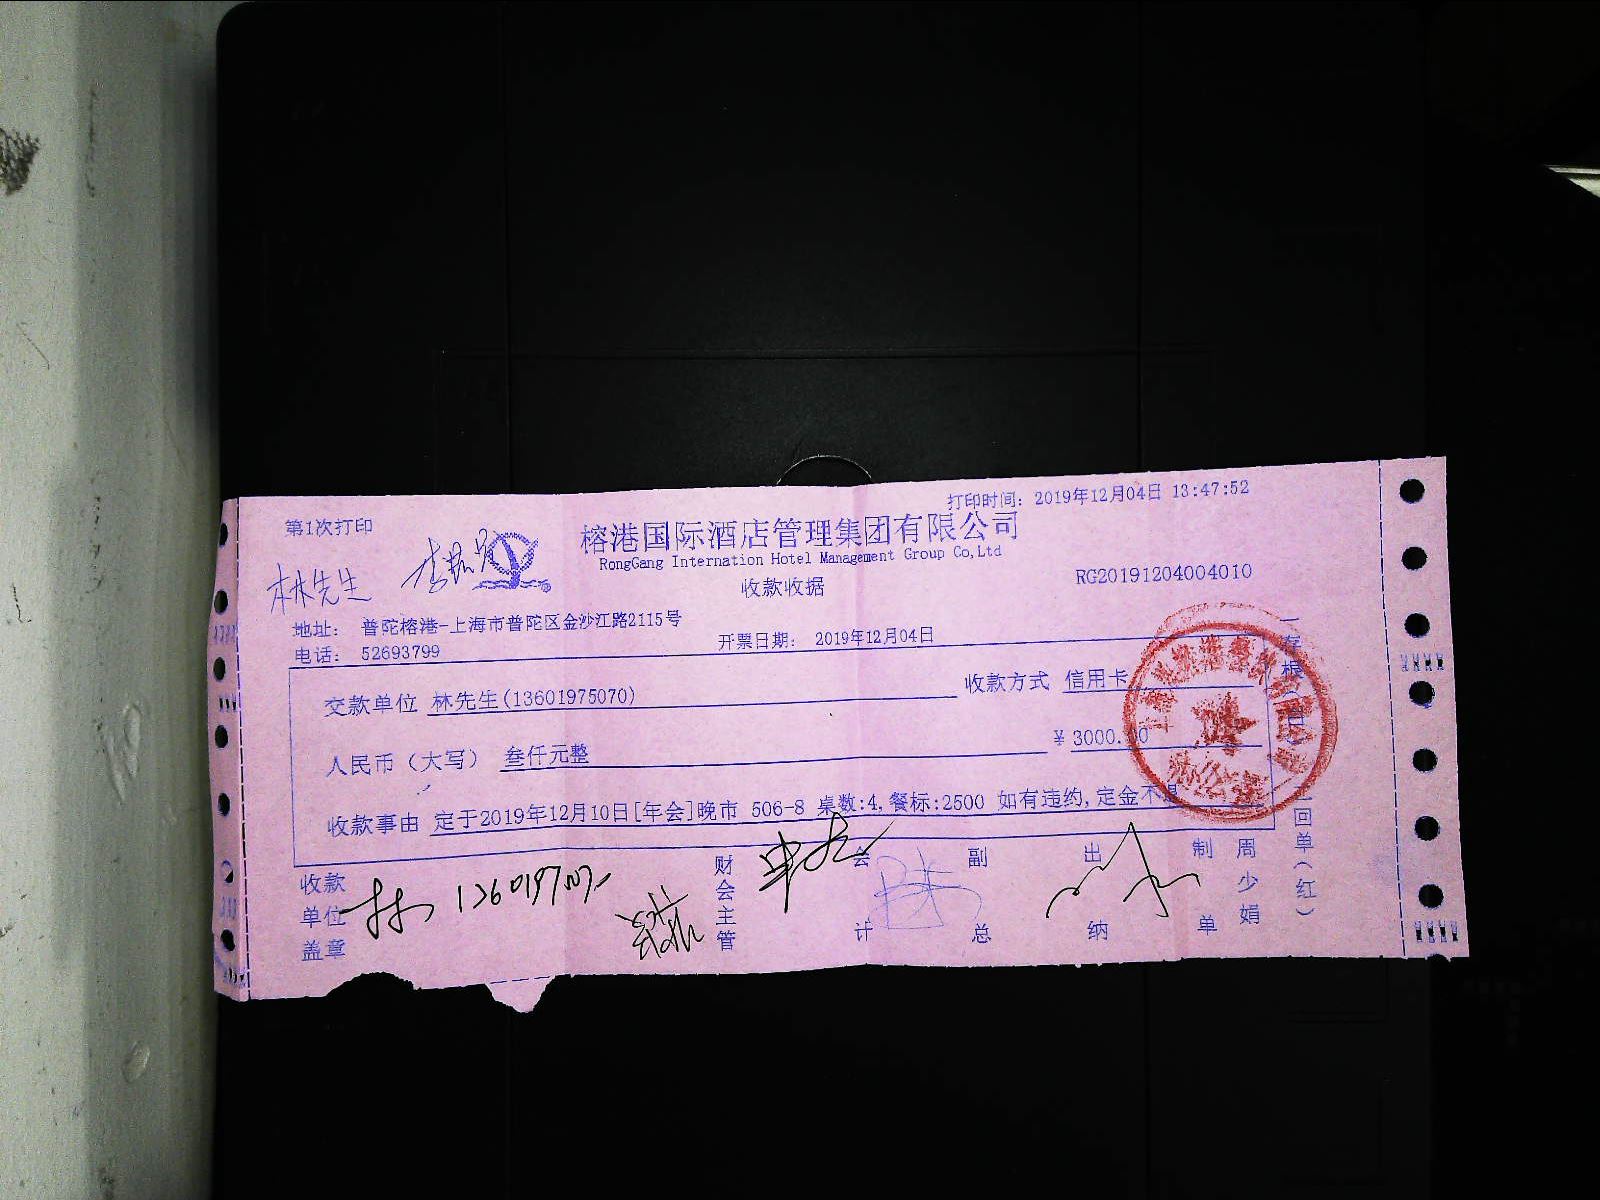 打印时间: 2019年12月04日 13:47:52
第1次打印
榕港国际酒店管理集团有限公司
RongGang Internation Hotel Management Group Co,Ltd
收款收据
RG20191204004010
林先生
地址: 普陀榕港-上海市普陀区金沙江路2115号
电话: 52693799
开票日期: 2019年12月04日
交款单位 林先生(13601975070)
收款方式 信用卡
人民币（大写） 叁仟元整
¥ 3000.00
收款事由 定于2019年12月10日[年会]晚市 506-8 桌数:4,餐标:2500 如有违约,定金不退
收款单位盖章
财会主管
会计
副总
出纳
制单
周少娟
回单(红)